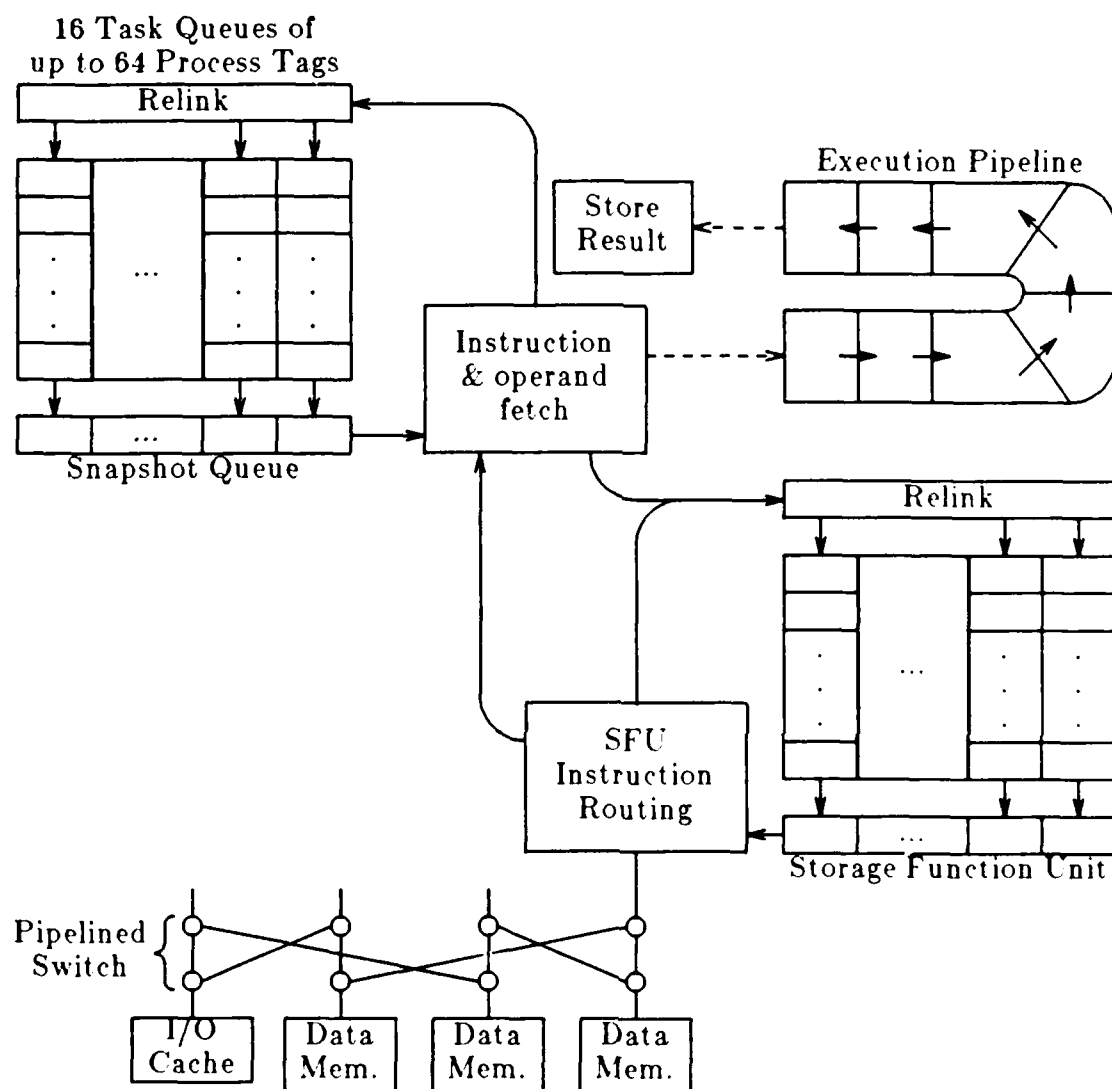 16 Task Queues of
up to 64 Process Tags
Relink
...
Snapshot Queue
Instruction
& operand
fetch
Store
Result
Execution Pipeline
Relink
...
...
Storage Function Unit
SFU
Instruction
Routing
Pipelined
Switch
I/O
Cache
Data
Mem.
Data
Mem.
Data
Mem.